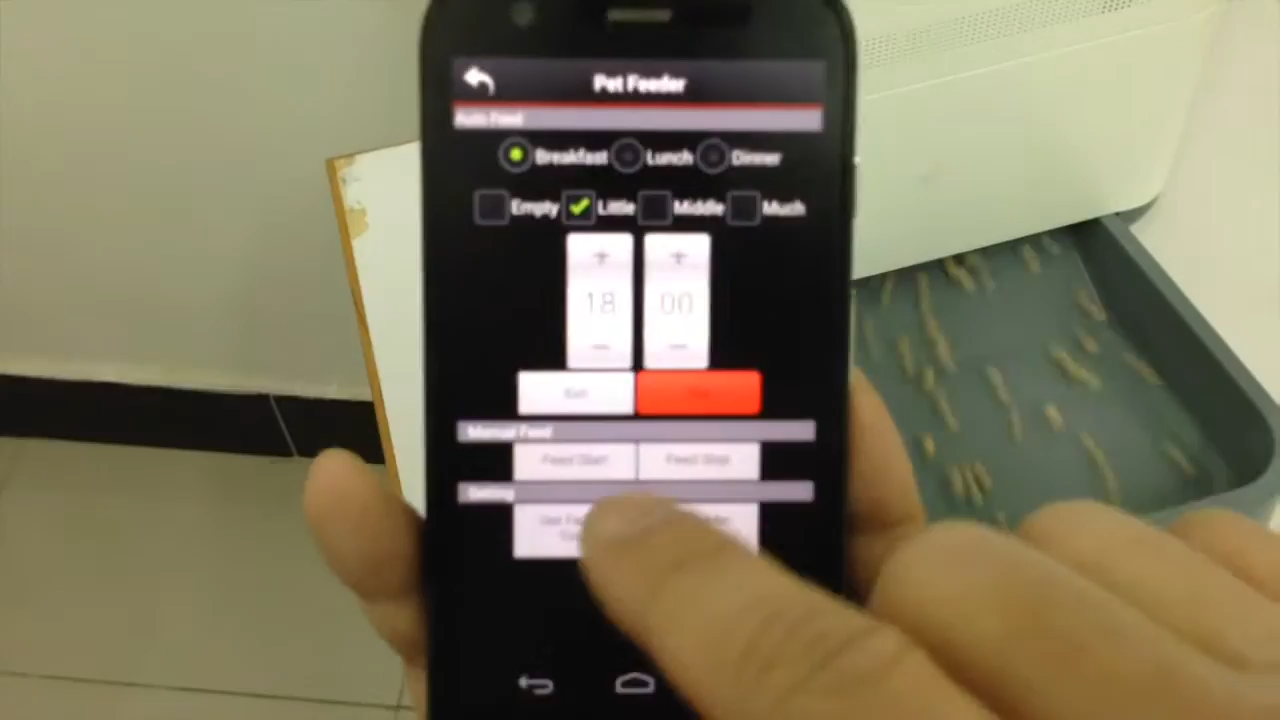 Pet Feeder
Auto Feed
Breakfast Lunch Dinner
Empty Little Middle Much
+ +
18 00
- -
Manual Feed
Feed Start Feed Stop